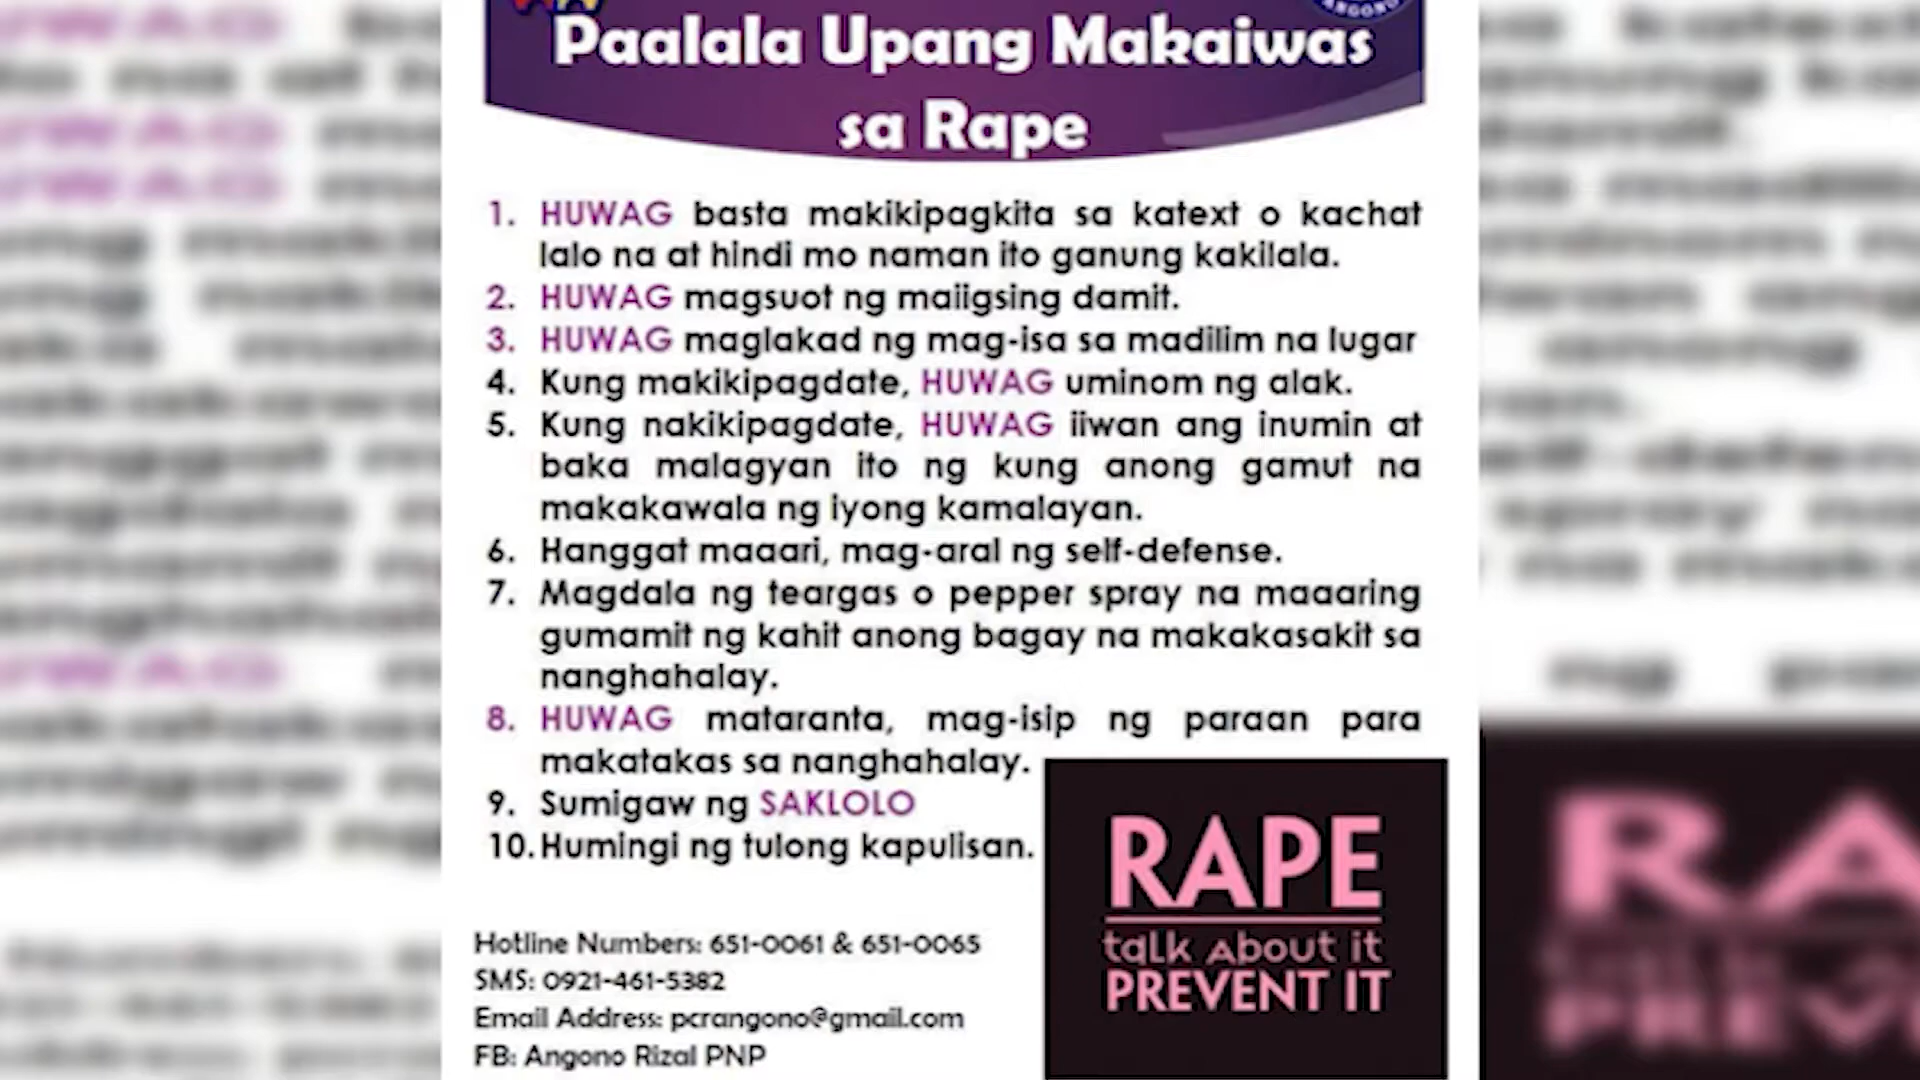 ANGONO
Paalala Upang Makaiwas
sa Rape
1. HUWAG basta makikipagkita sa katext o kachat
lalo na at hindi mo naman ito ganung kakilala.
2. HUWAG magsuot ng maiigsing damit.
3. HUWAG maglakad ng mag-isa sa madilim na lugar
4. Kung makikipagdate, HUWAG uminom ng alak.
5. Kung nakikipagdate, HUWAG iiwan ang inumin at
baka malagyan ito ng kung anong gamut na
makakawala ng iyong kamalayan.
6. Hanggat maaari, mag-aral ng self-defense.
7. Magdala ng teargas o pepper spray na maaaring
gumamit ng kahit anong bagay na makakasakit sa
nanghahalay.
8. HUWAG mataranta, mag-isip ng paraan para
makatakas sa nanghahalay.
9. Sumigaw ng SAKLOLO
10. Humingi ng tulong kapulisan.
Hotline Numbers: 651-0061 & 651-0065
SMS: 0921-461-5382
Email Address: pcrangono@gmail.com
FB: Angono Rizal PNP
RAPE
talk About it
PREVENT IT